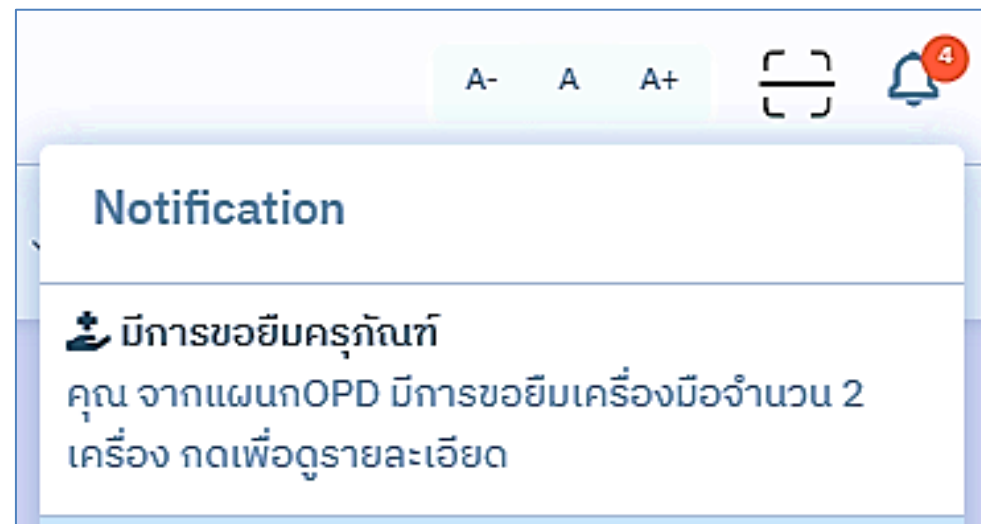 A- A A+ 4
Notification
มีการขอยืมครุภัณฑ์
คุณ จากแผนกOPD มีการขอยืมเครื่องมือจำนวน 2
เครื่อง กดเพื่อดูรายละเอียด